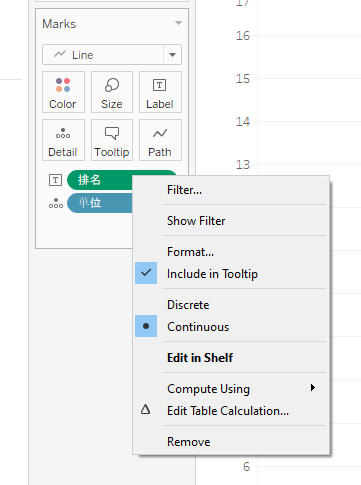 Marks
Line
Color
Size
Label
Detail
Tooltip
Path
排名
单位
Filter...
Show Filter
Format...
Include in Tooltip
Discrete
Continuous
Edit in Shelf
Compute Using
Edit Table Calculation...
Remove
17
16
15
14
13
6